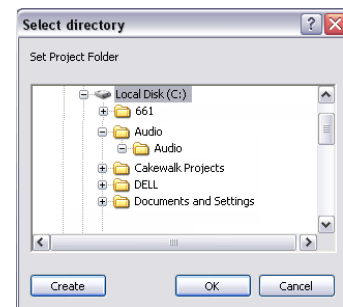 Select directory
Set Project Folder
Local Disk (C:)
661
Audio
Audio
Cakewalk Projects
DELL
Documents and Settings
Create
OK
Cancel